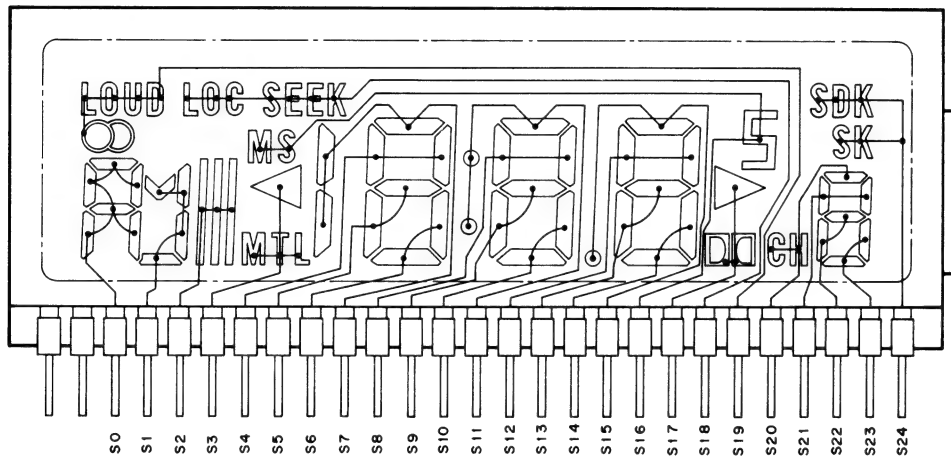 LOUD LOC SEEK SDK
MS SK
MTL CH
S0 S1 S2 S3 S4 S5 S6 S7 S8 S9 S10 S11 S12 S13 S14 S15 S16 S17 S18 S19 S20 S21 S22 S23 S24